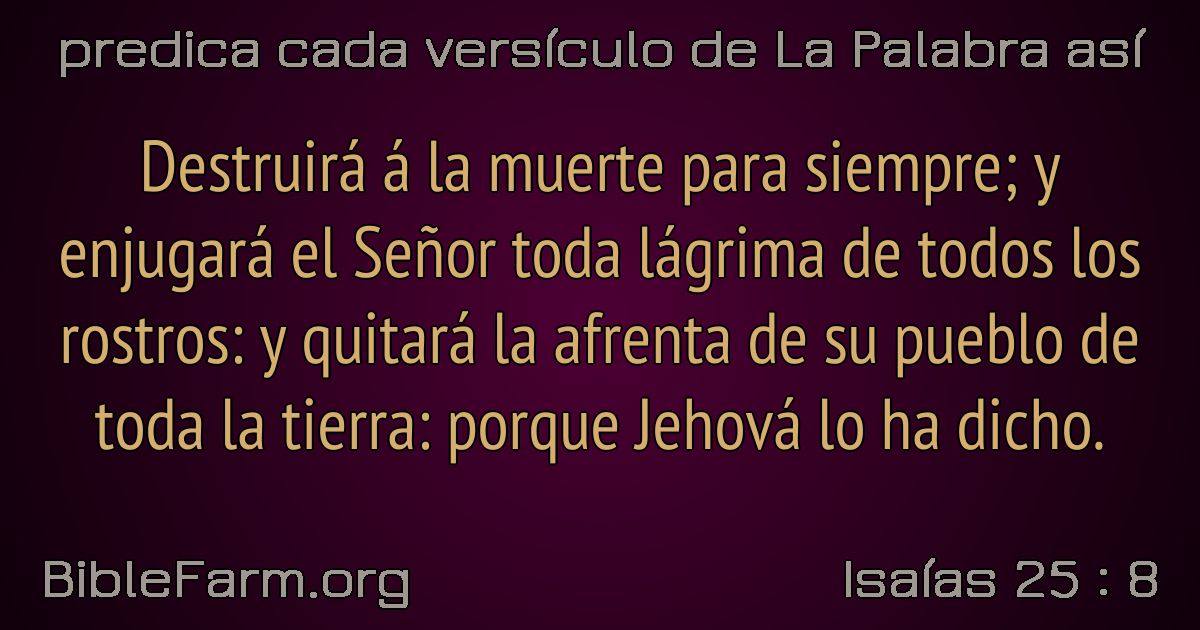 predica cada versículo de La Palabra así
Destruirá á la muerte para siempre; y
enjugará el Señor toda lágrima de todos los
rostros: y quitará la afrenta de su pueblo de
toda la tierra: porque Jehová lo ha dicho.
BibleFarm.org
Isaías 25 : 8